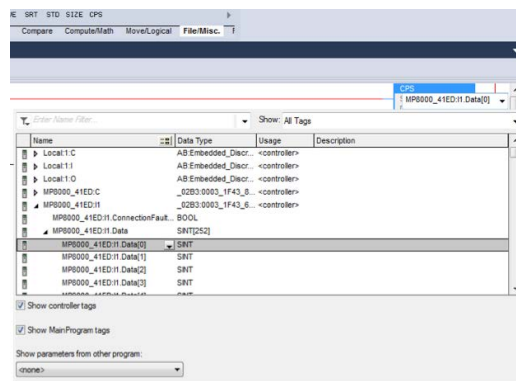 SRT STD SIZE CPS
Compare Compute/Math Move/Logical File/Misc.
CPS
MP8000_41ED:I1.Data[0]
Enter Name Filter... Show: All Tags
Name Data Type Usage Description
Local:1:C AB:Embedded_Discr... <controller>
Local:1:I AB:Embedded_Discr... <controller>
Local:1:O AB:Embedded_Discr... <controller>
MP8000_41ED:C _02B3:0003_1F43_8... <controller>
MP8000_41ED:I1 _02B3:0003_1F43_6... <controller>
MP8000_41ED:I1.ConnectionFault... BOOL
MP8000_41ED:I1.Data SINT[252]
MP8000_41ED:I1.Data[0] SINT
MP8000_41ED:I1.Data[1] SINT
MP8000_41ED:I1.Data[2] SINT
MP8000_41ED:I1.Data[3] SINT
Show controller tags
Show MainProgram tags
Show parameters from other program:
<none>